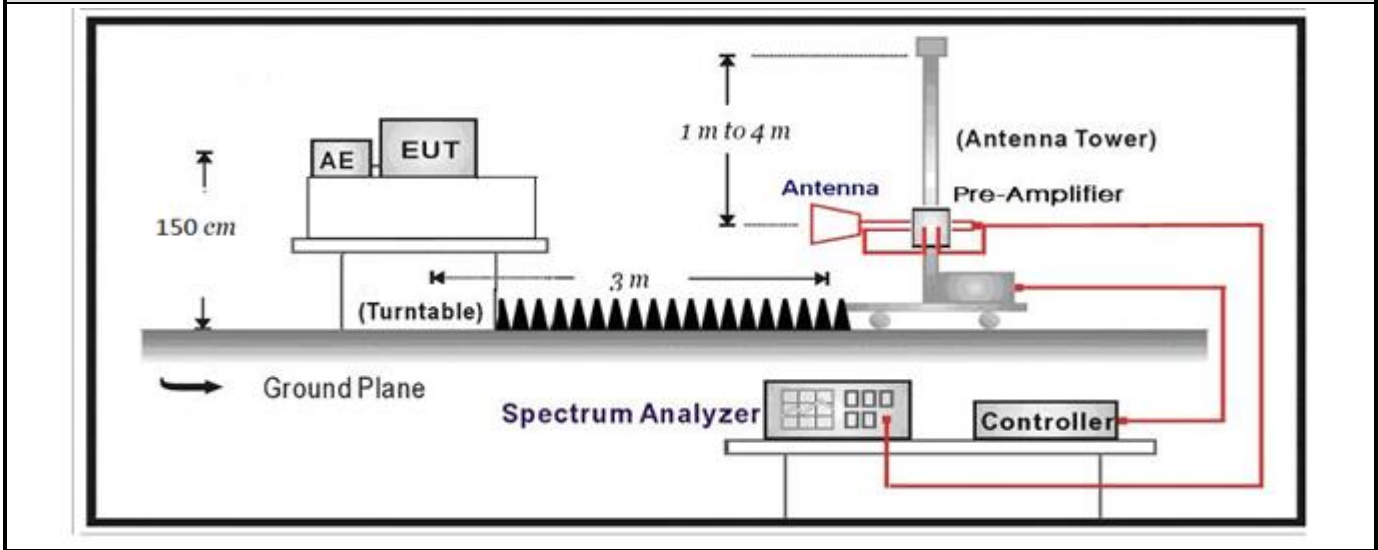 1 m to 4 m
(Antenna Tower)
AE
EUT
Antenna
Pre-Amplifier
150 cm
3 m
(Turntable)
Ground Plane
Spectrum Analyzer
Controller